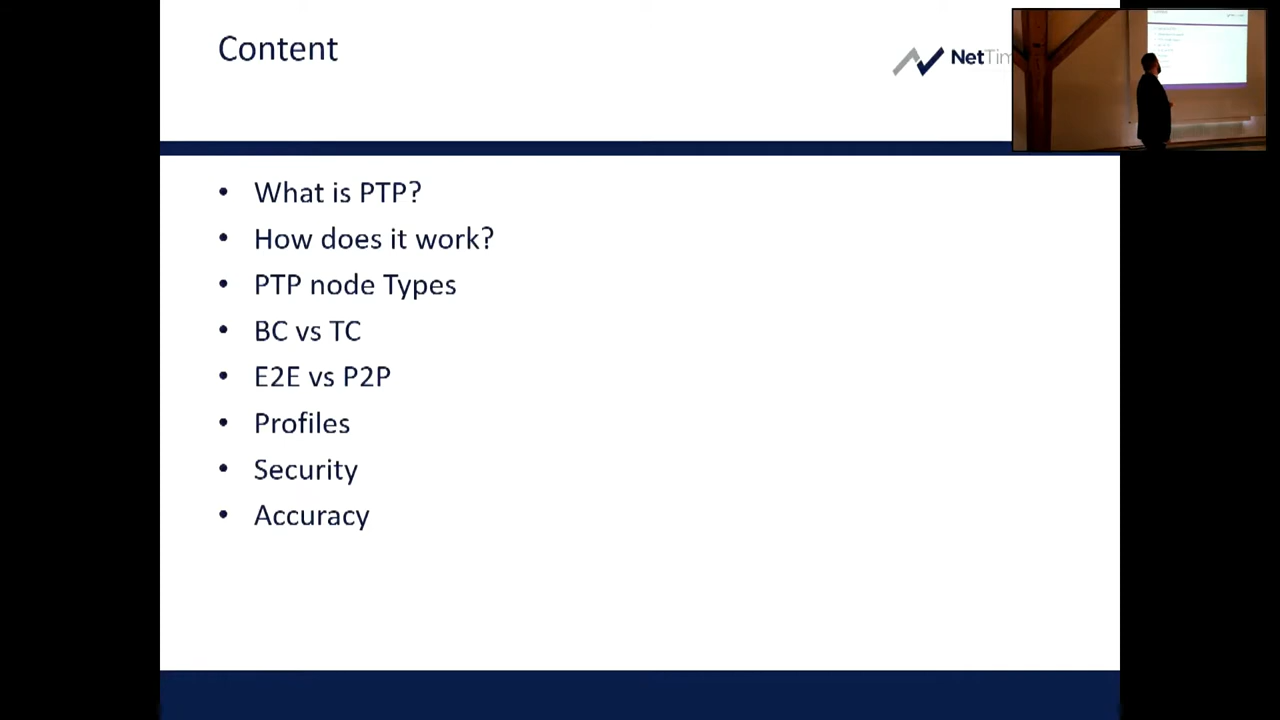 Content
NetTim
• What is PTP?
• How does it work?
• PTP node Types
• BC vs TC
• E2E vs P2P
• Profiles
• Security
• Accuracy